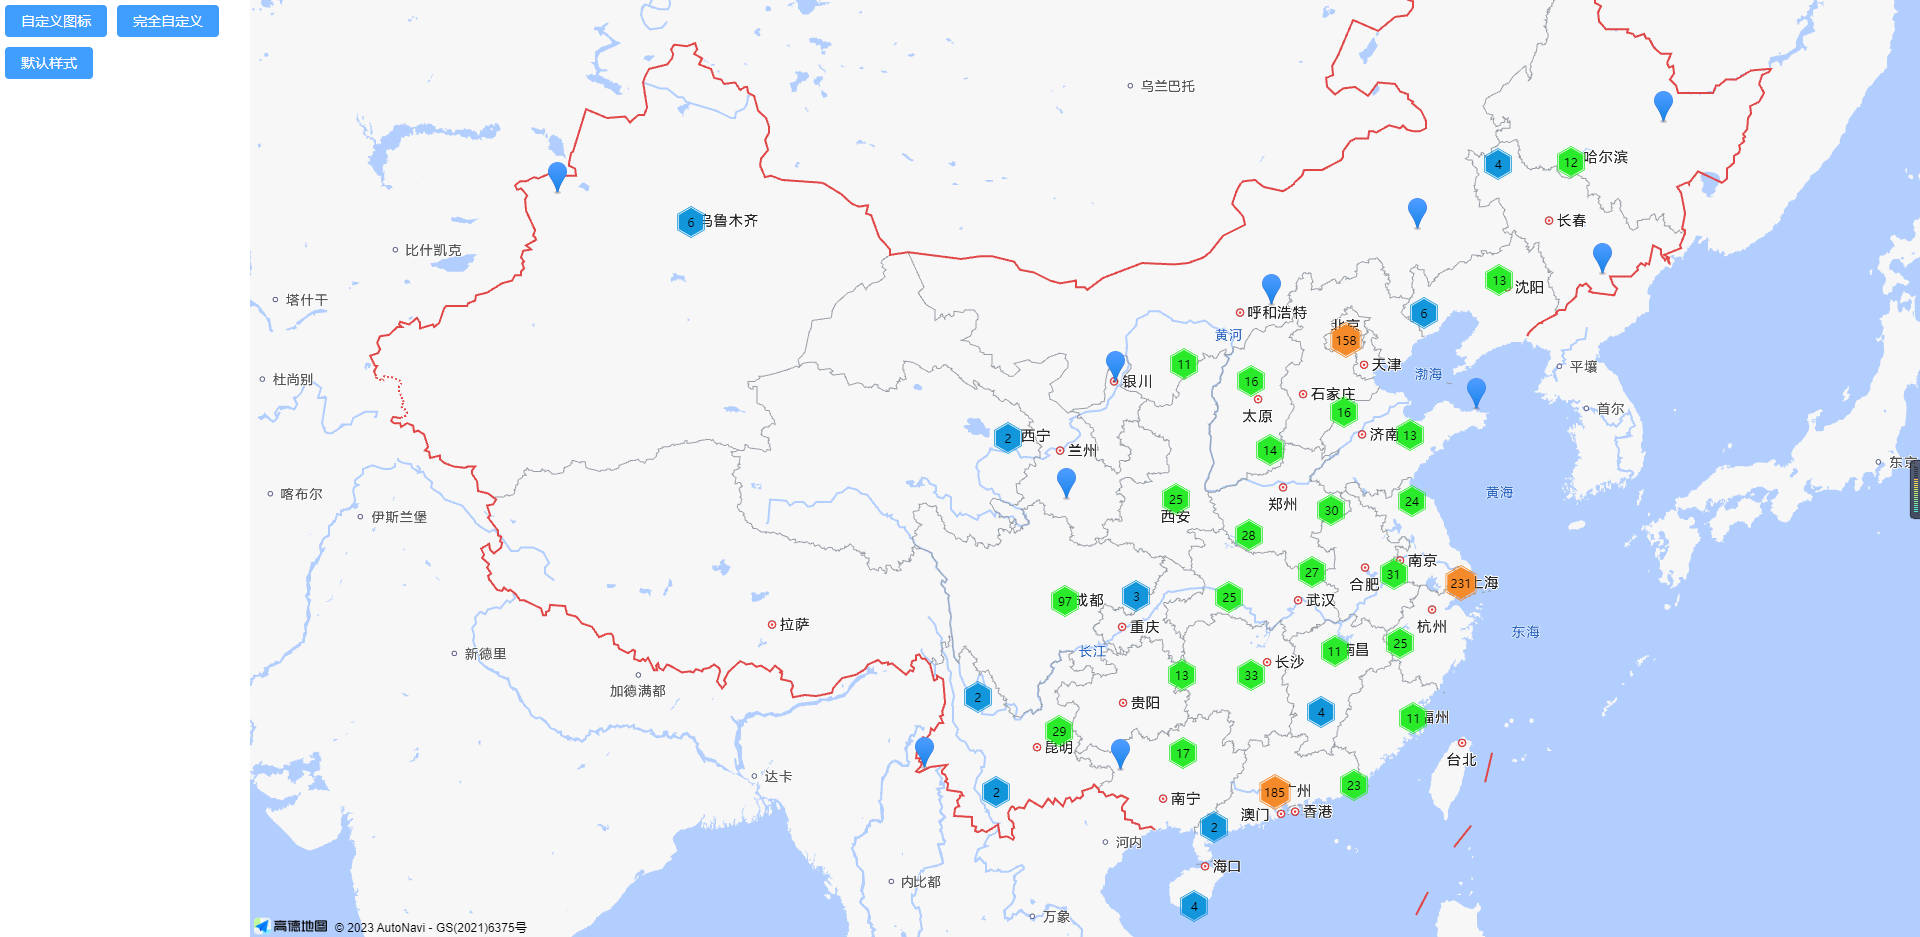 自定义图标
完全自定义
默认样式
乌兰巴托
4
12
哈尔滨
6
乌鲁木齐
长春
比什凯克
13
沈阳
塔什干
呼和浩特
6
黄河
北京
158
11
天津
平壤
杜尚别
银川
16
渤海
石家庄
首尔
太原
16
2
西宁
济南
13
兰州
14
东京
喀布尔
黄海
25
24
郑州
30
伊斯兰堡
西安
28
南京
27
31
合肥
231
上海
97
成都
3
25
武汉
拉萨
重庆
杭州
东海
25
新德里
长江
11
南昌
长沙
13
33
加德满都
2
贵阳
4
11
福州
29
昆明
17
台北
达卡
2
185
广州
23
南宁
澳门
香港
2
河内
海口
内比都
4
万象
高德地图
© 2023 AutoNavi - GS(2021)6375号